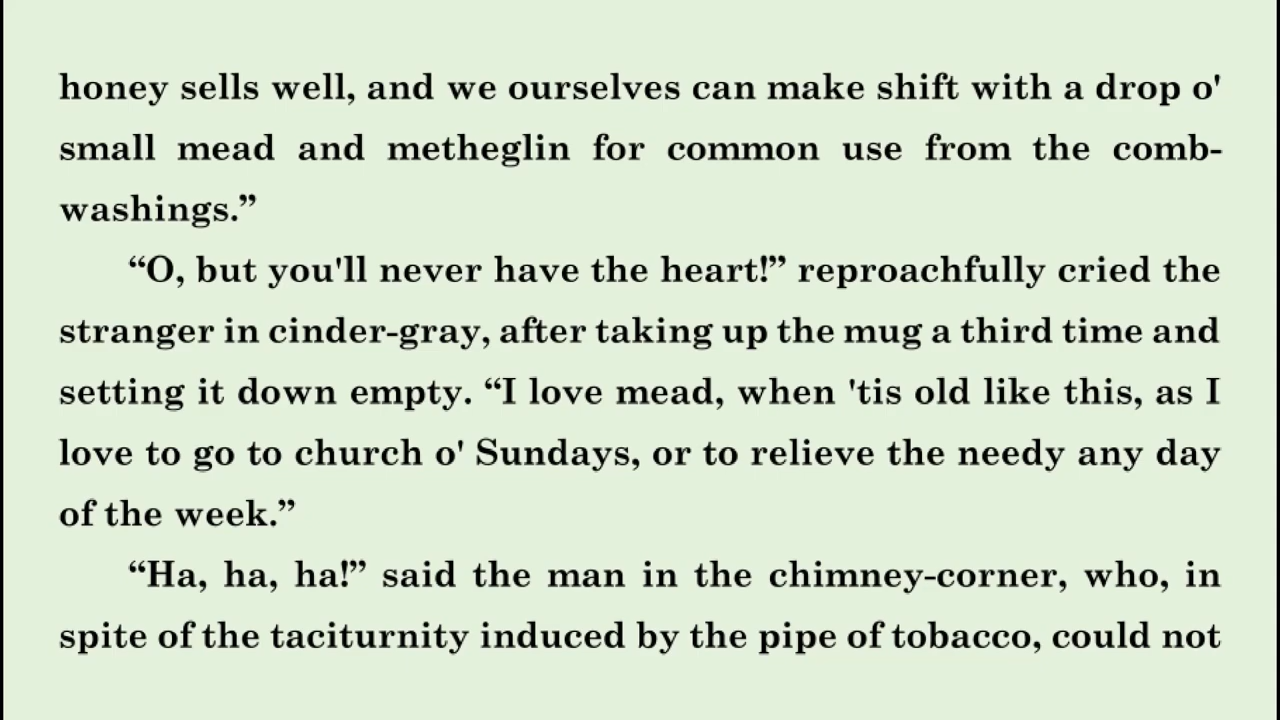 honey sells well, and we ourselves can make shift with a drop o'
small mead and metheglin for common use from the comb-
washings.”
“O, but you'll never have the heart!” reproachfully cried the
stranger in cinder-gray, after taking up the mug a third time and
setting it down empty. “I love mead, when 'tis old like this, as I
love to go to church o' Sundays, or to relieve the needy any day
of the week.”
“Ha, ha, ha!” said the man in the chimney-corner, who, in
spite of the taciturnity induced by the pipe of tobacco, could not